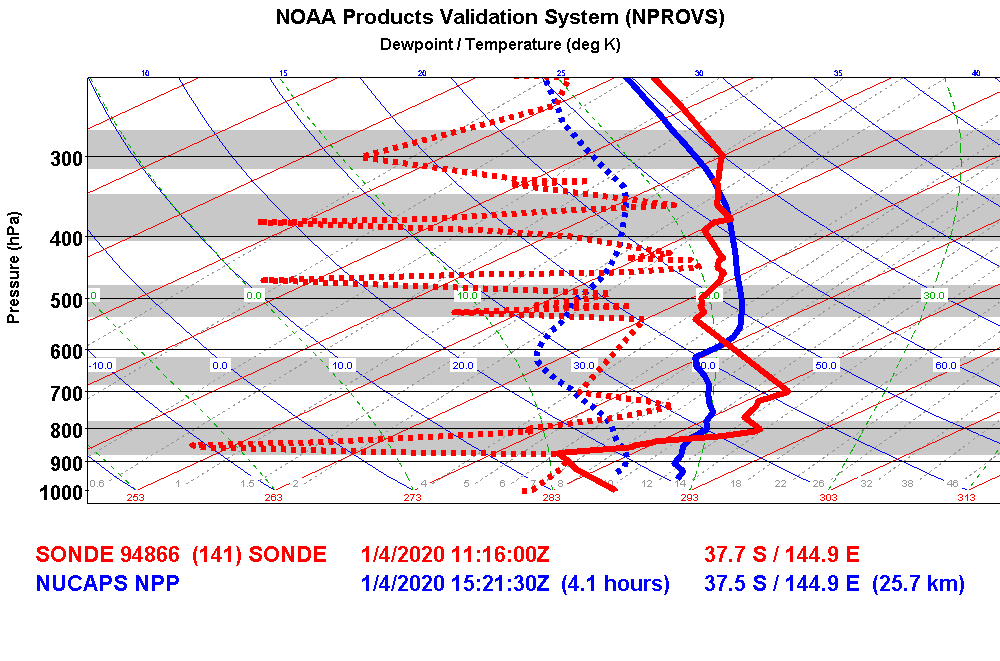 NOAA Products Validation System (NPROVS)
Dewpoint / Temperature (deg K)
10 15 20 25 30 35 40
Pressure (hPa)
300
400
500
.0 0.0 10.0 .0 30.0
600
-10.0 0.0 10.0 20.0 30.0 .0 50.0 60.0
700
800
900
0.6 1 1.5 2 4 5 6 8 12 14 18 22 26 32 38 46
1000
253 263 273 283 293 303 313
SONDE 94866 (141) SONDE 1/4/2020 11:16:00Z 37.7 S / 144.9 E
NUCAPS NPP 1/4/2020 15:21:30Z (4.1 hours) 37.5 S / 144.9 E (25.7 km)